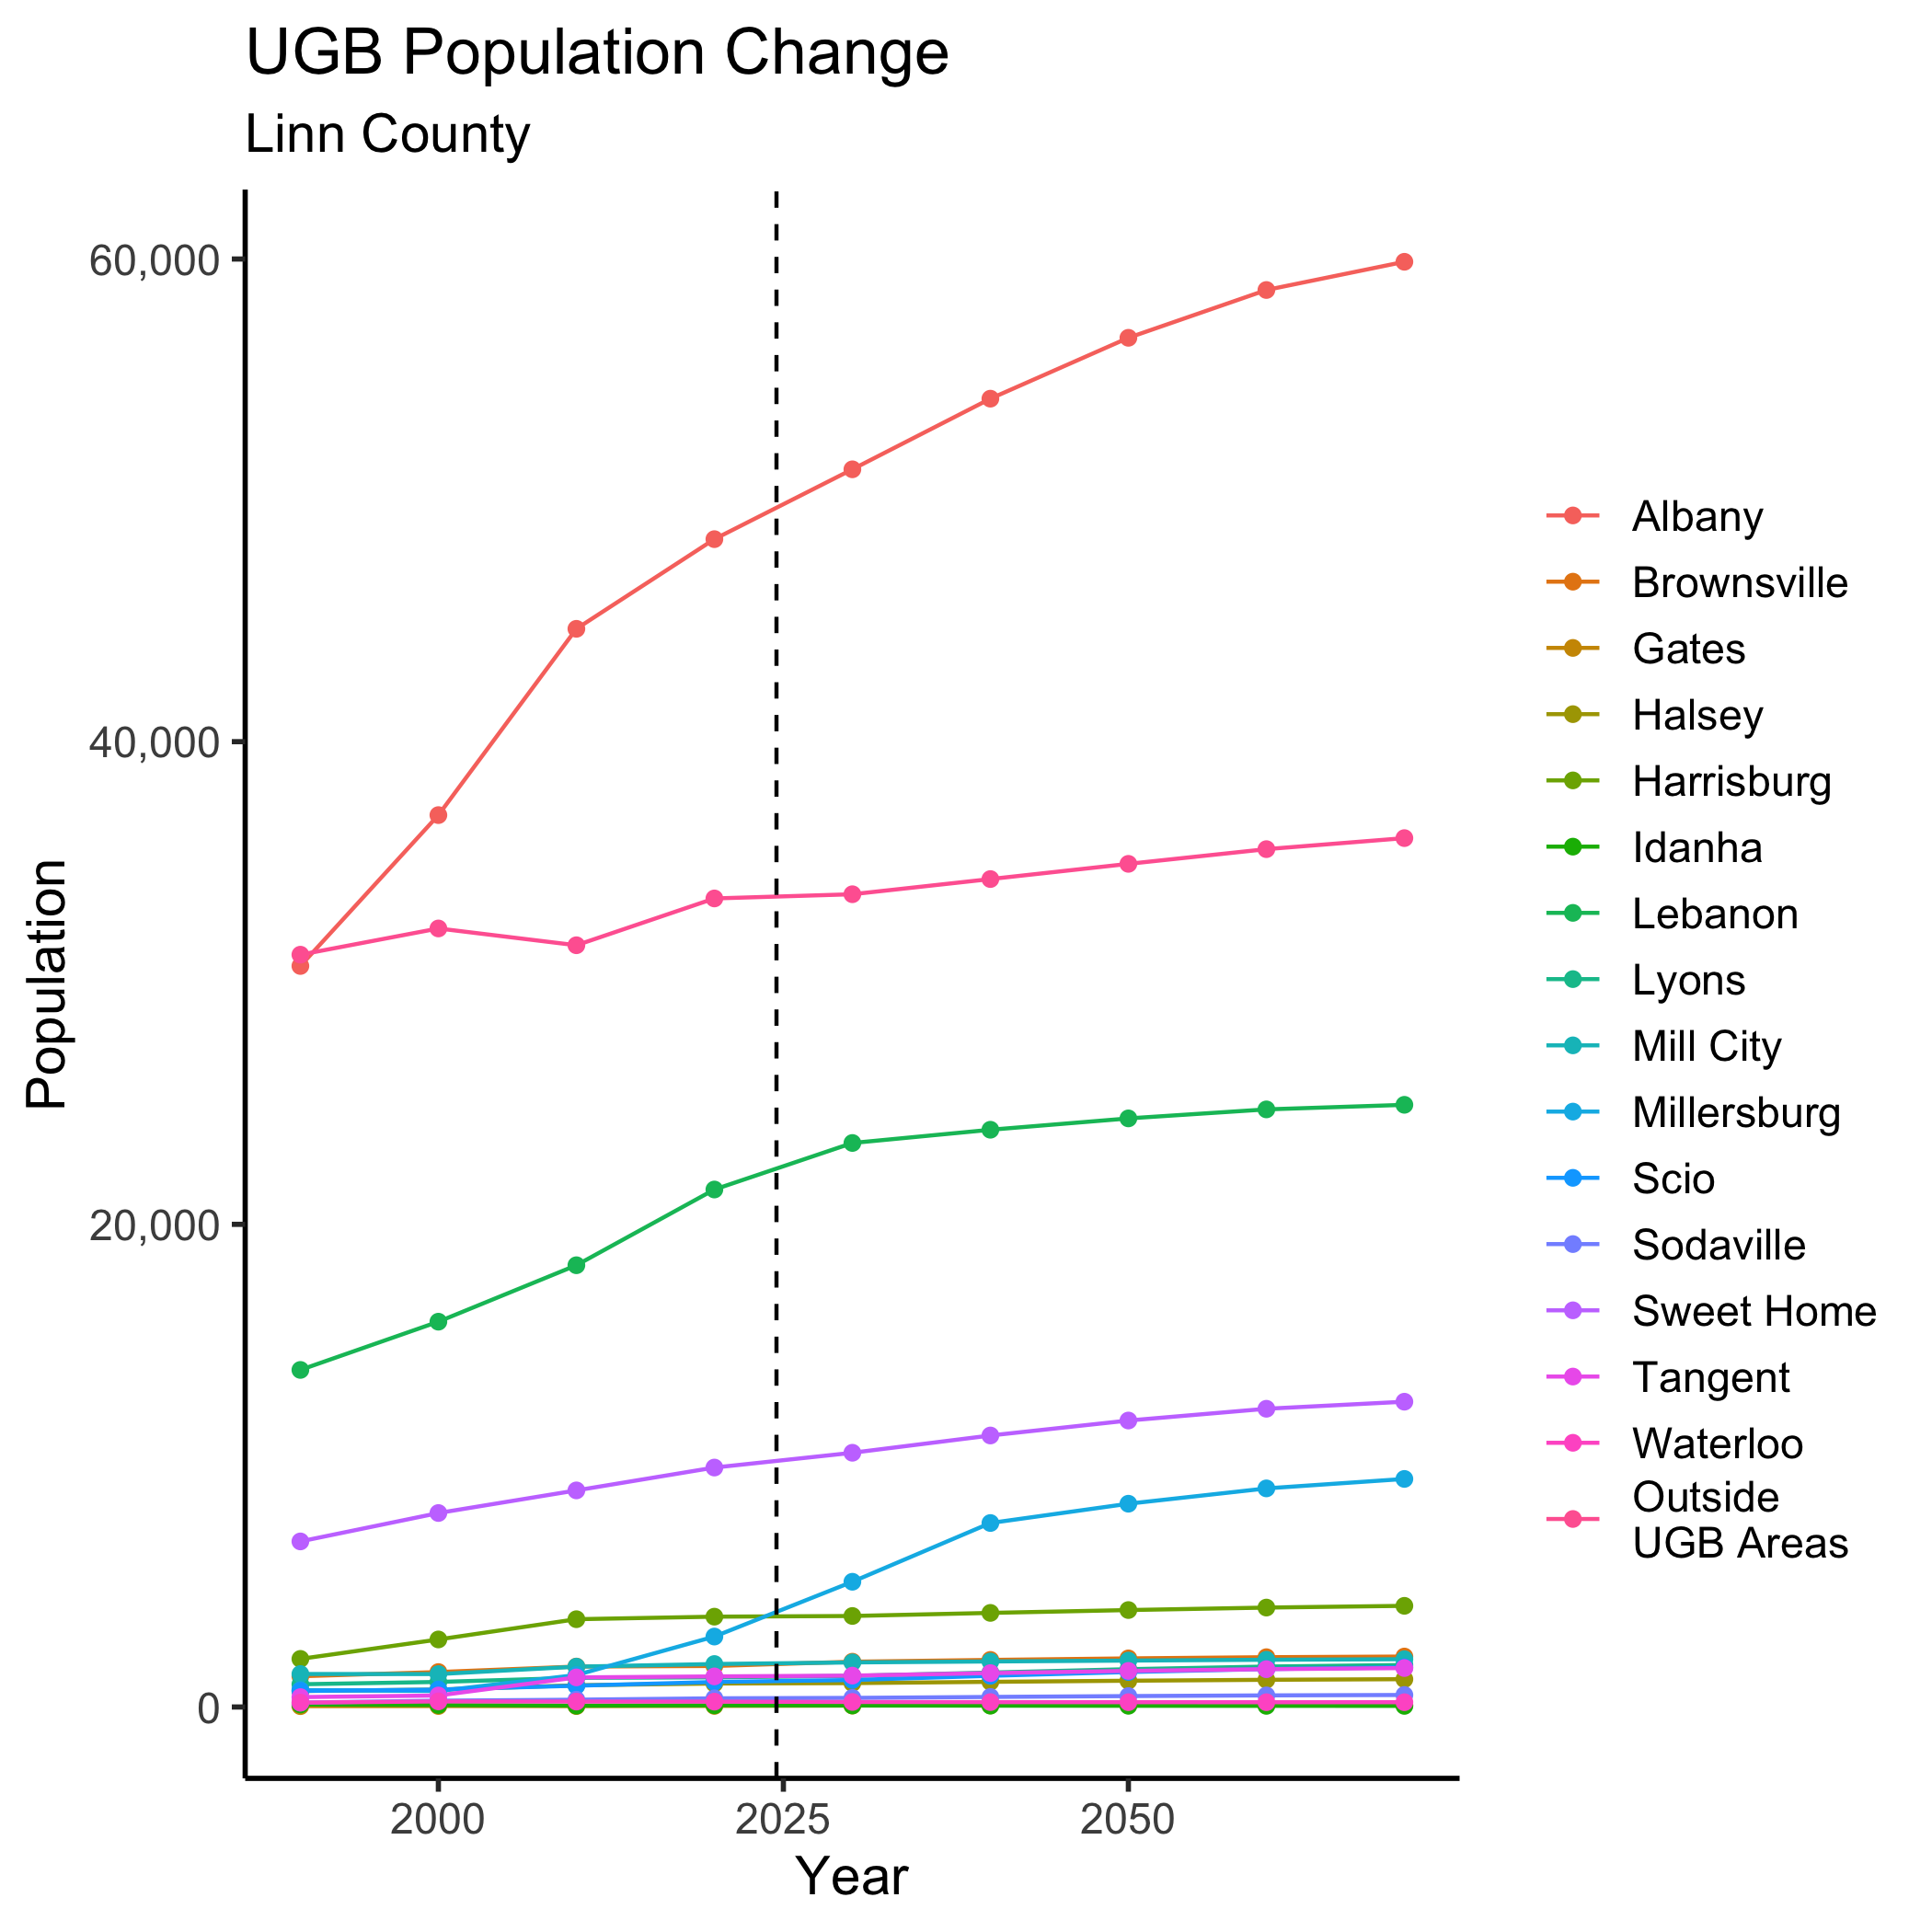 UGB Population Change
Linn County
60,000
40,000
20,000
0
Population
2000
2025
2050
Year
Albany
Brownsville
Gates
Halsey
Harrisburg
Idanha
Lebanon
Lyons
Mill City
Millersburg
Scio
Sodaville
Sweet Home
Tangent
Waterloo
Outside
UGB Areas